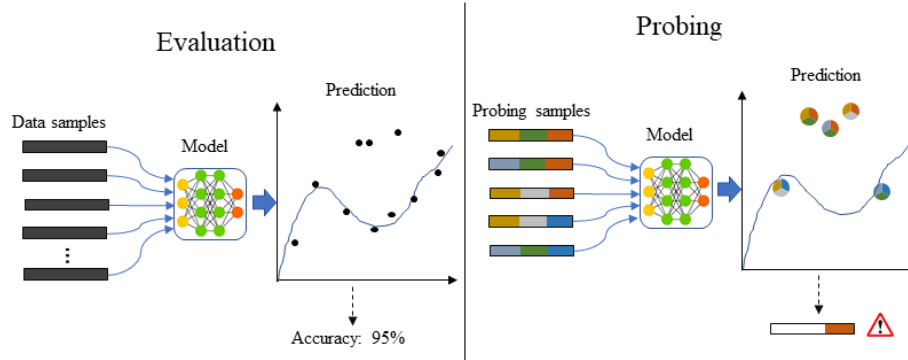 Evaluation
Prediction
Data samples
Model
...
Accuracy: 95%
Probing
Prediction
Probing samples
Model
!